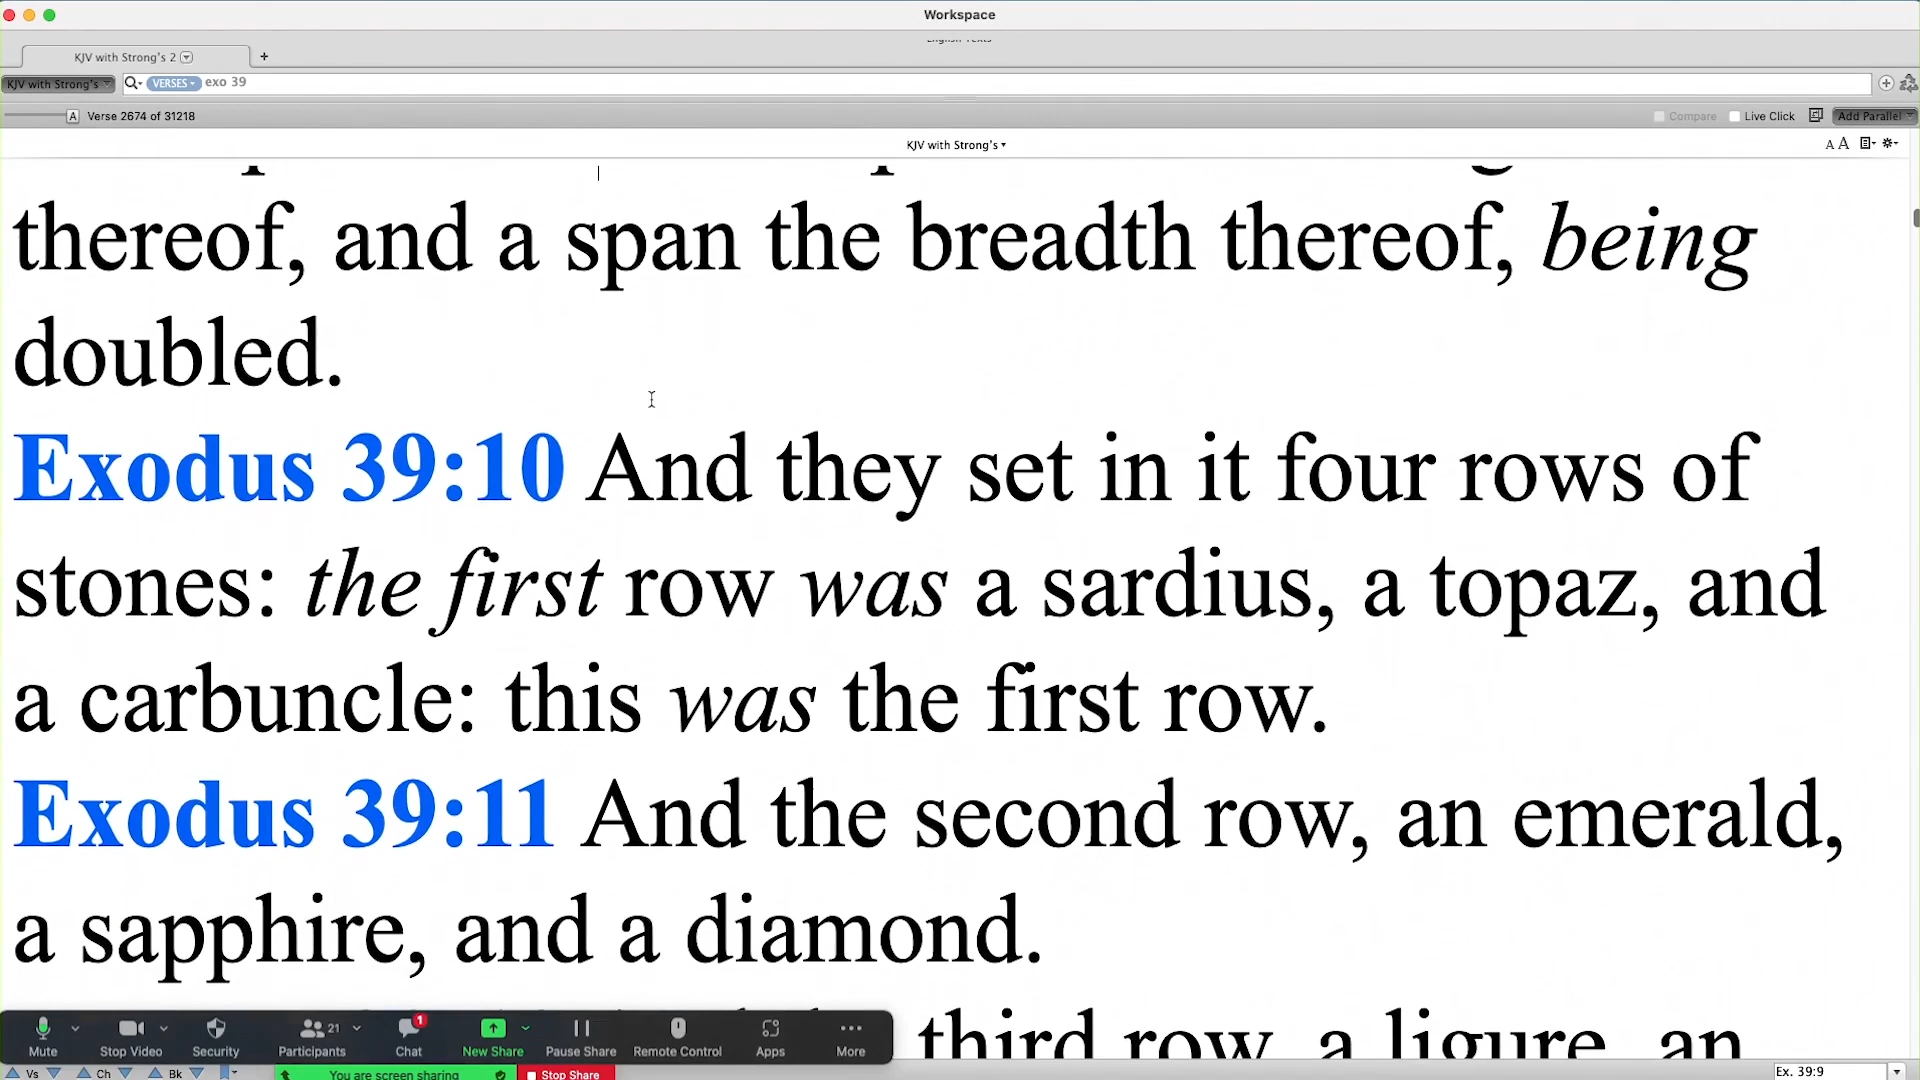 Workspace
KJV with Strong's 2
+
KJV with Strong's VERSES exo 39
A Verse 2674 of 31218 Compare Live Click Add Parallel
KJV with Strong's A A
thereof, and a span the breadth thereof, being
doubled.
Exodus 39:10 And they set in it four rows of
stones: the first row was a sardius, a topaz, and
a carbuncle: this was the first row.
Exodus 39:11 And the second row, an emerald,
a sapphire, and a diamond.
third row, a ligure, an
21 1
Mute Stop Video Security Participants Chat New Share Pause Share Remote Control Apps More
Vs Ch Bk You are screen sharing Stop Share Ex. 39:9